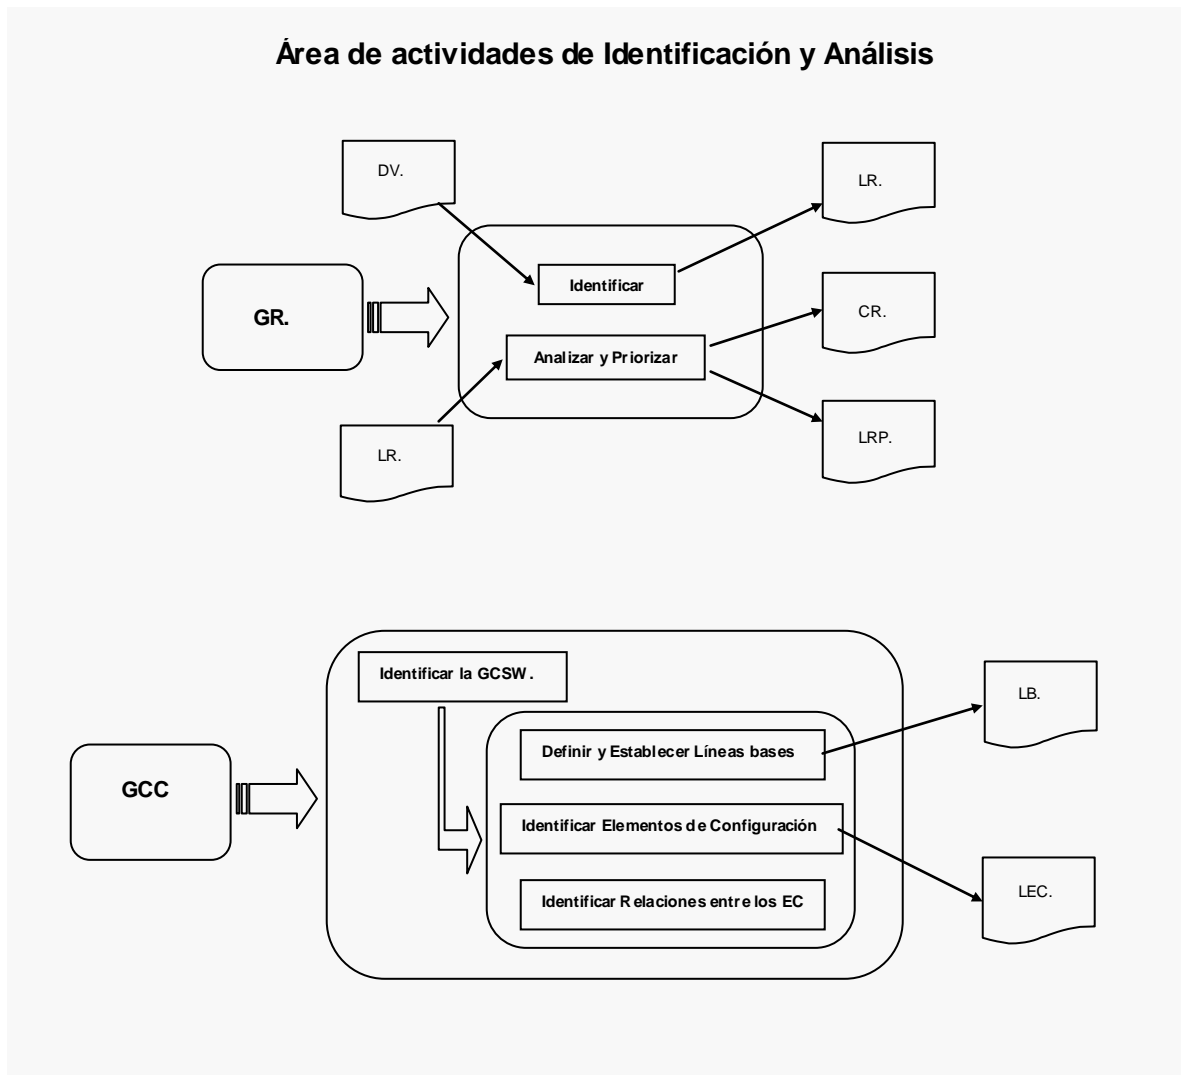 Área de actividades de Identificación y Análisis
DV.
LR.
Identificar
GR.
CR.
Analizar y Priorizar
LR.
LRP.
Identificar la GCSW.
LB.
Definir y Establecer Líneas bases
GCC
Identificar Elementos de Configuración
LEC.
Identificar Relaciones entre los EC